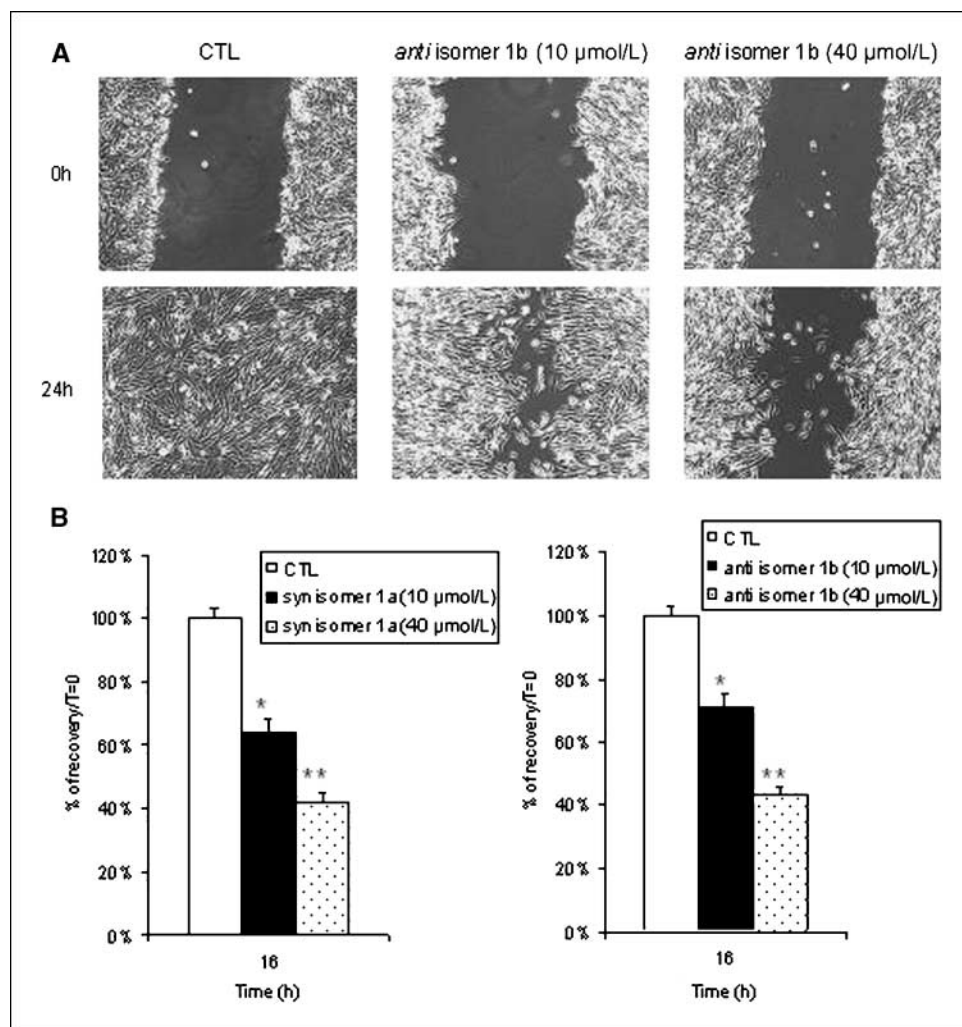 A
CTL
anti isomer 1b (10 µmol/L)
anti isomer 1b (40 µmol/L)
0h
24h
B
120%
100%
80%
60%
40%
20%
0%
% of recovery/T=0
CTL
syn isomer 1a (10 µmol/L)
syn isomer 1a (40 µmol/L)
*
**
16
Time (h)
120%
100%
80%
60%
40%
20%
0%
% of recovery/T=0
CTL
anti isomer 1b (10 µmol/L)
anti isomer 1b (40 µmol/L)
*
**
16
Time (h)